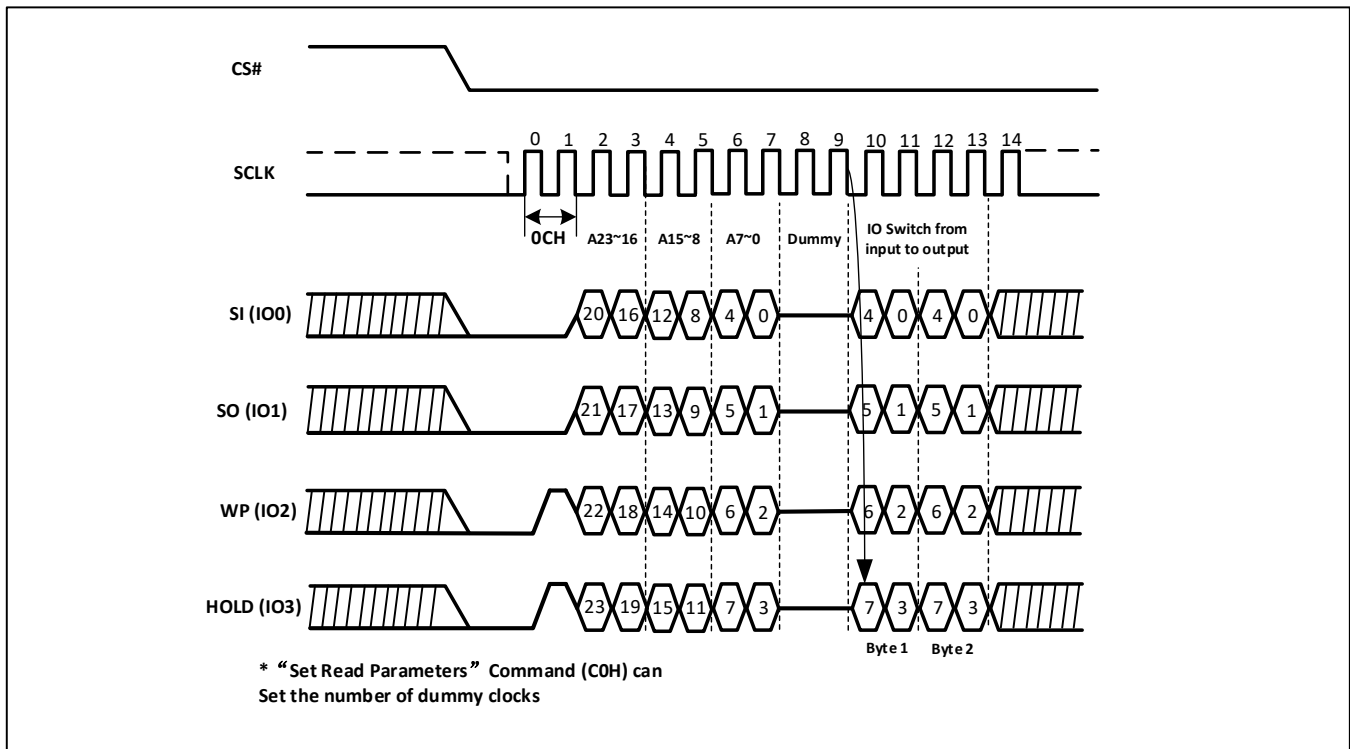 CS#
0 1 2 3 4 5 6 7 8 9 10 11 12 13 14
SCLK
0CH A23~16 A15~8 A7~0 Dummy IO Switch from
input to output
SI (IO0) 20 16 12 8 4 0 4 0 4 0
SO (IO1) 21 17 13 9 5 1 5 1 5 1
WP (IO2) 22 18 14 10 6 2 6 2 6 2
HOLD (IO3) 23 19 15 11 7 3 7 3 7 3
Byte 1 Byte 2
* “Set Read Parameters” Command (C0H) can
Set the number of dummy clocks